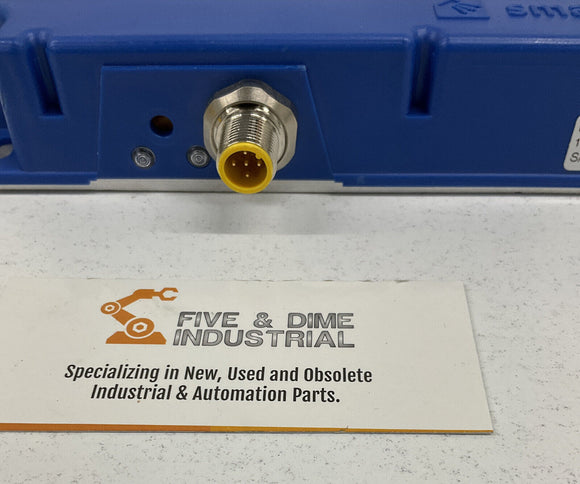 FIVE & DIME
INDUSTRIAL
Specializing in New, Used and Obsolete
Industrial & Automation Parts.